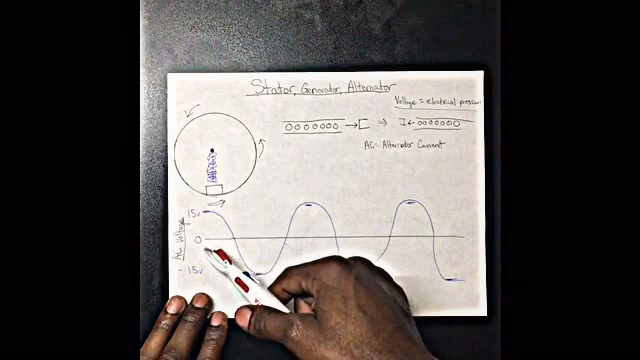 Stator, Generator, Alternator
Voltage = electrical pressure
AC = Alternator Current
15v
0
-15v
AC Voltage